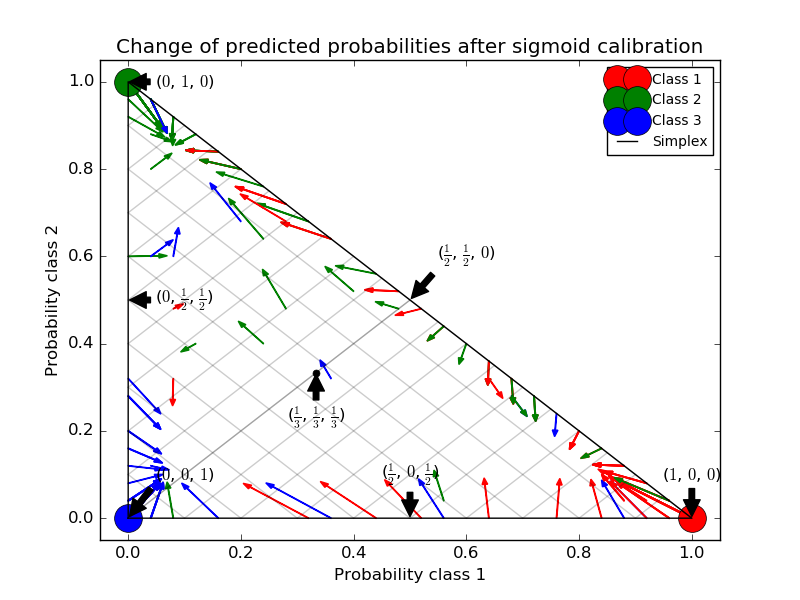 Change of predicted probabilities after sigmoid calibration
Class 1
Class 2
Class 3
Simplex
1.0
0.8
0.6
0.4
0.2
0.0
Probability class 2
(0, 1, 0)
(1/2, 1/2, 0)
(0, 1/2, 1/2)
(1/3, 1/3, 1/3)
(0, 0, 1)
(1/2, 0, 1/2)
(1, 0, 0)
0.0 0.2 0.4 0.6 0.8 1.0
Probability class 1